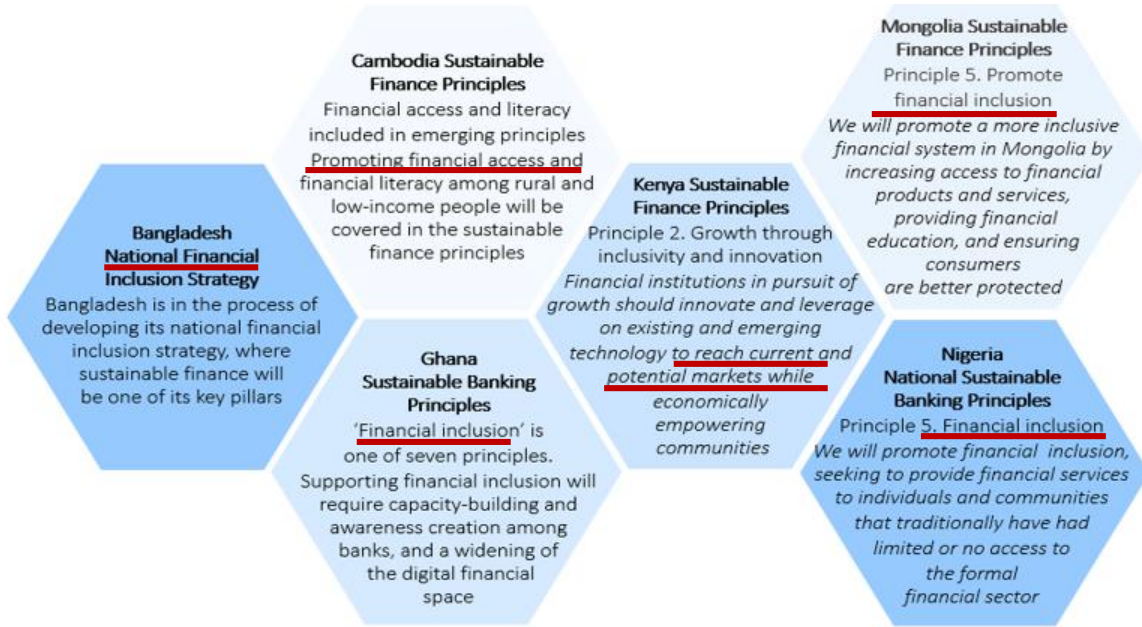 Bangladesh
National Financial
Inclusion Strategy
Bangladesh is in the process of
developing its national financial
inclusion strategy, where
sustainable finance will
be one of its key pillars
Cambodia Sustainable
Finance Principles
Financial access and literacy
included in emerging principles
Promoting financial access and
financial literacy among rural and
low-income people will be
covered in the sustainable
finance principles
Ghana
Sustainable Banking
Principles
‘Financial inclusion’ is
one of seven principles.
Supporting financial inclusion will
require capacity-building and
awareness creation among
banks, and a widening of
the digital financial
space
Kenya Sustainable
Finance Principles
Principle 2. Growth through
inclusivity and innovation
Financial institutions in pursuit of
growth should innovate and leverage
on existing and emerging
technology to reach current and
potential markets while
economically
empowering
communities
Mongolia Sustainable
Finance Principles
Principle 5. Promote
financial inclusion
We will promote a more inclusive
financial system in Mongolia by
increasing access to financial
products and services,
providing financial
education, and ensuring
consumers
are better protected
Nigeria
National Sustainable
Banking Principles
Principle 5. Financial inclusion
We will promote financial inclusion,
seeking to provide financial services
to individuals and communities
that traditionally have had
limited or no access to
the formal
financial sector